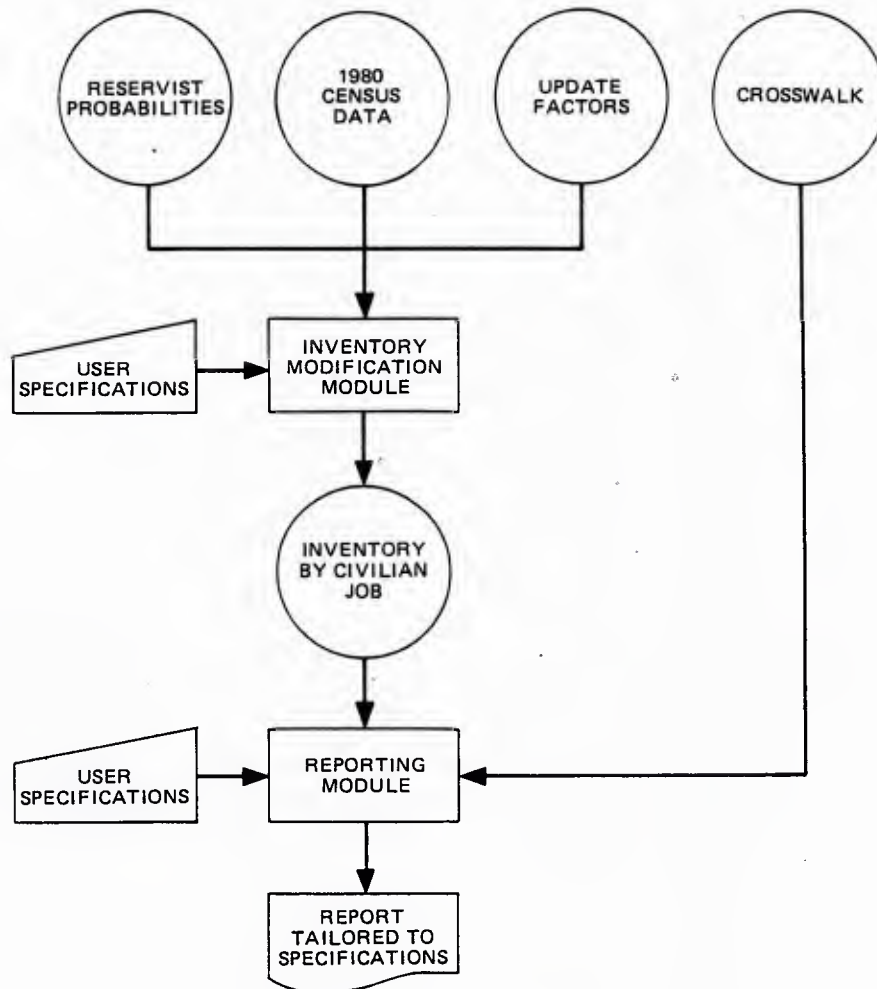 RESERVIST
PROBABILITIES
1980
CENSUS
DATA
UPDATE
FACTORS
CROSSWALK
USER
SPECIFICATIONS
INVENTORY
MODIFICATION
MODULE
INVENTORY
BY CIVILIAN
JOB
USER
SPECIFICATIONS
REPORTING
MODULE
REPORT
TAILORED TO
SPECIFICATIONS